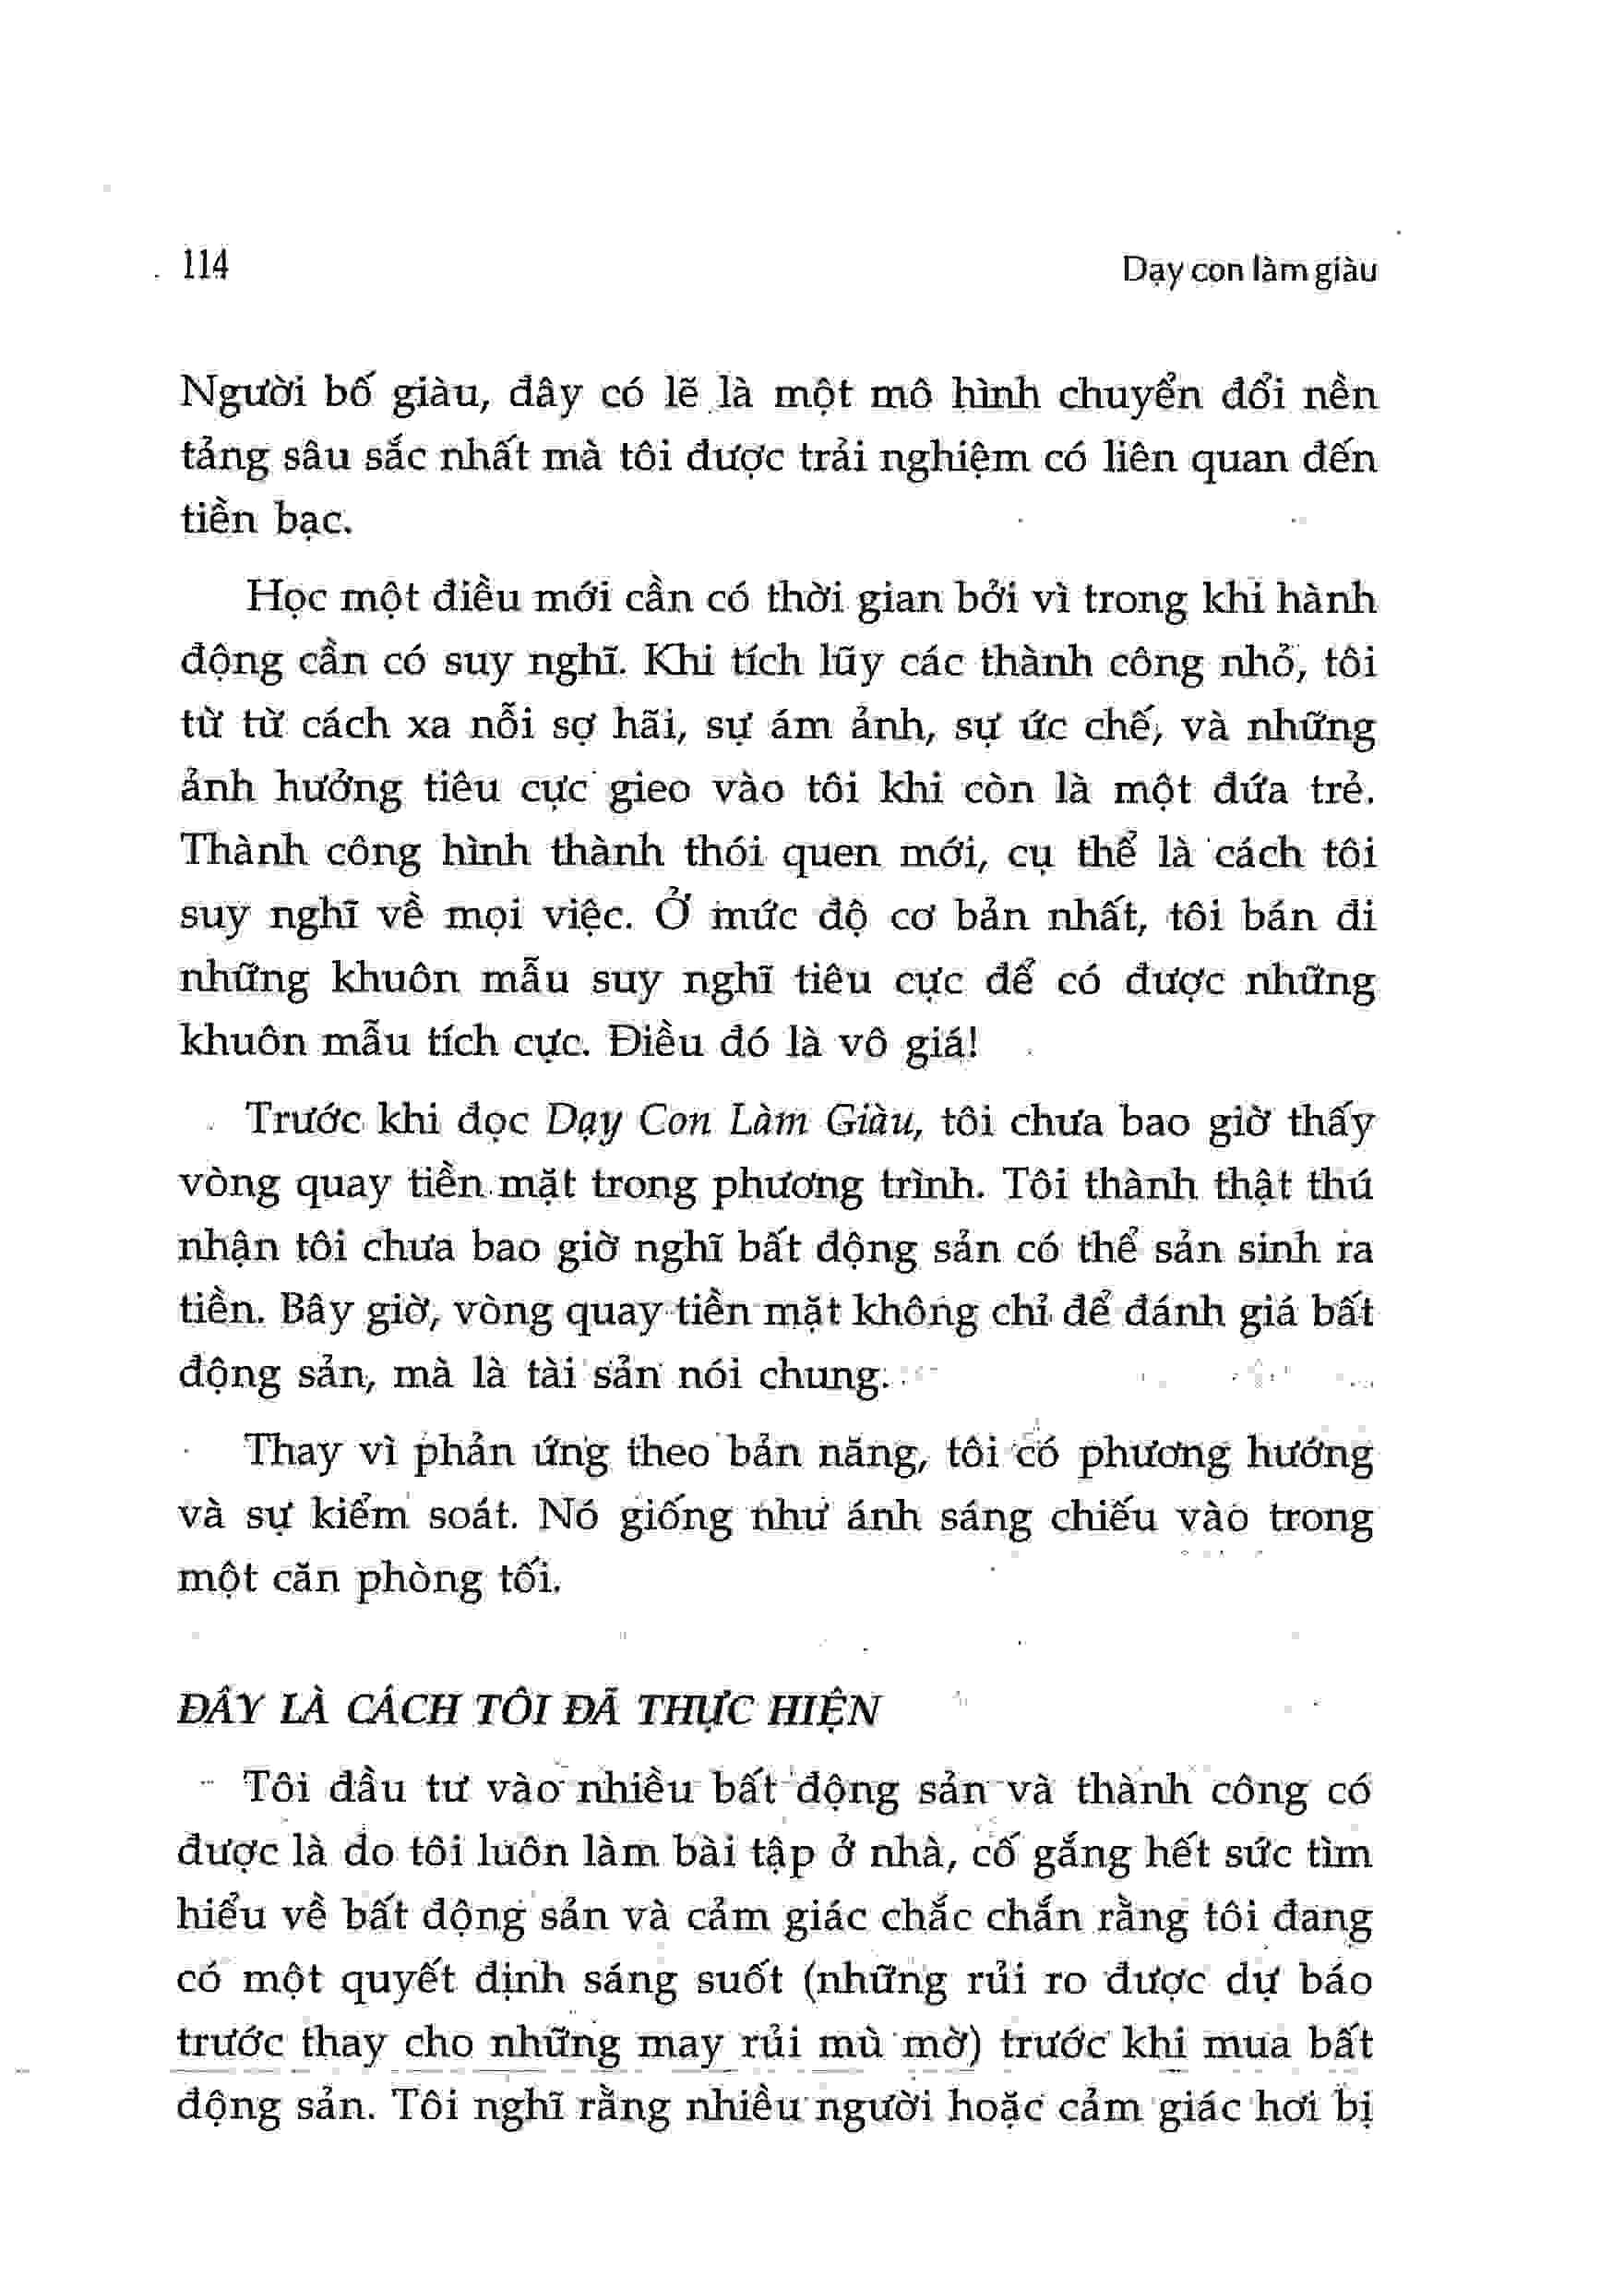 114
Dạy con làm giàu
Người bố giàu, đây có lẽ là một mô hình chuyển đổi nền
tảng sâu sắc nhất mà tôi được trải nghiệm có liên quan đến
tiền bạc.
Học một điều mới cần có thời gian bởi vì trong khi hành
động cần có suy nghĩ. Khi tích lũy các thành công nhỏ, tôi
từ từ cách xa nỗi sợ hãi, sự ám ảnh, sự ức chế, và những
ảnh hưởng tiêu cực gieo vào tôi khi còn là một đứa trẻ.
Thành công hình thành thói quen mới, cụ thể là cách tôi
suy nghĩ về mọi việc. Ở mức độ cơ bản nhất, tôi bán đi
những khuôn mẫu suy nghĩ tiêu cực để có được những
khuôn mẫu tích cực. Điều đó là vô giá!
Trước khi đọc Dạy Con Làm Giàu, tôi chưa bao giờ thấy
vòng quay tiền mặt trong phương trình. Tôi thành thật thú
nhận tôi chưa bao giờ nghĩ bất động sản có thể sản sinh ra
tiền. Bây giờ, vòng quay tiền mặt không chỉ để đánh giá bất
động sản, mà là tài sản nói chung.
Thay vì phản ứng theo bản năng, tôi có phương hướng
và sự kiểm soát. Nó giống như ánh sáng chiếu vào trong
một căn phòng tối.
ĐÂY LÀ CÁCH TÔI ĐÃ THỰC HIỆN
Tôi đầu tư vào nhiều bất động sản và thành công có
được là do tôi luôn làm bài tập ở nhà, cố gắng hết sức tìm
hiểu về bất động sản và cảm giác chắc chắn rằng tôi đang
có một quyết định sáng suốt (những rủi ro được dự báo
trước thay cho những may rủi mù mờ) trước khi mua bất
động sản. Tôi nghĩ rằng nhiều người hoặc cảm giác hơi bị